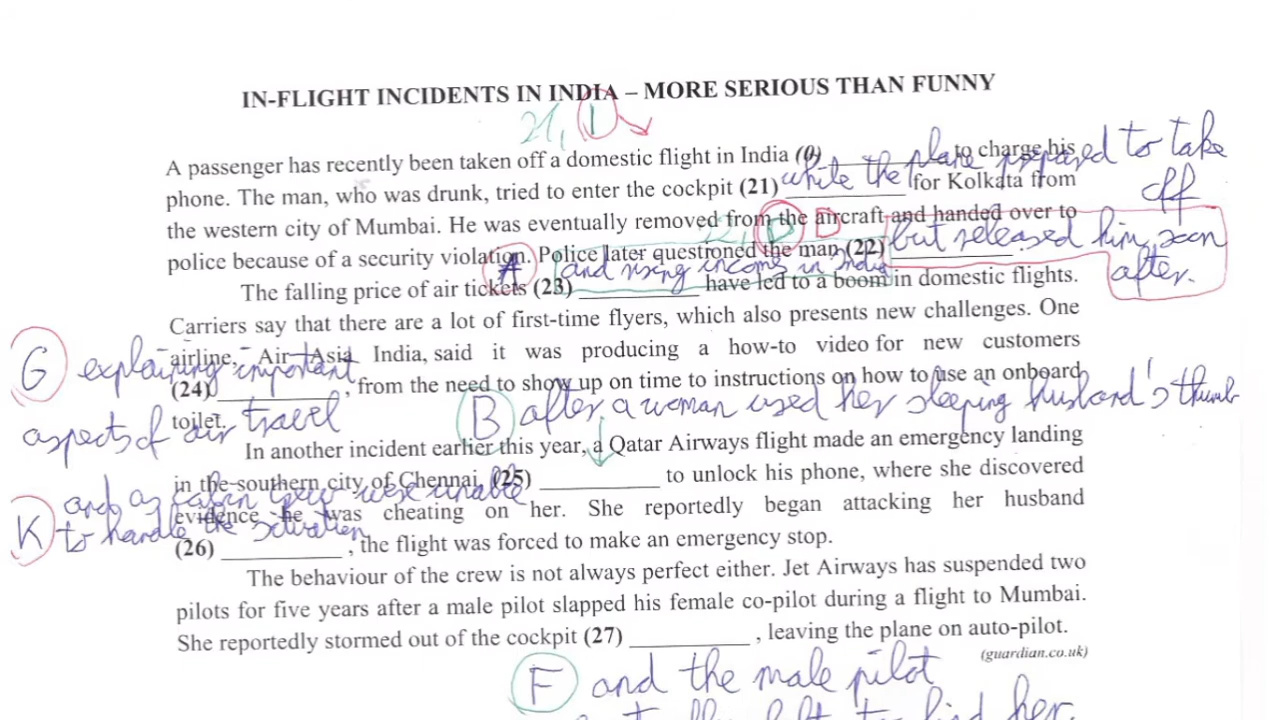 IN-FLIGHT INCIDENTS IN INDIA – MORE SERIOUS THAN FUNNY
21, I
A passenger has recently been taken off a domestic flight in India (0) __________ to charge his
phone. The man, who was drunk, tried to enter the cockpit (21) __________ for Kolkata from
while the plane prepared to take
off
the western city of Mumbai. He was eventually removed from the aircraft and handed over to
D D
police because of a security violation. Police later questioned the man (22) __________
but released him soon
after.
A and rising incomes in India
The falling price of air tickets (23) __________ have led to a boom in domestic flights.
Carriers say that there are a lot of first-time flyers, which also presents new challenges. One
airline, Air Asia India, said it was producing a how-to video for new customers
G explaining important
aspects of air travel
(24) __________ , from the need to show up on time to instructions on how to use an onboard
toilet.
B after a woman used her sleeping husband's thumb
In another incident earlier this year, a Qatar Airways flight made an emergency landing
in the southern city of Chennai (25) __________ to unlock his phone, where she discovered
evidence he was cheating on her. She reportedly began attacking her husband
K and as cabin crew were unable
to handle the situation
(26) __________ , the flight was forced to make an emergency stop.
The behaviour of the crew is not always perfect either. Jet Airways has suspended two
pilots for five years after a male pilot slapped his female co-pilot during a flight to Mumbai.
She reportedly stormed out of the cockpit (27) __________ , leaving the plane on auto-pilot.
(guardian.co.uk)
F and the male pilot
left to find her.